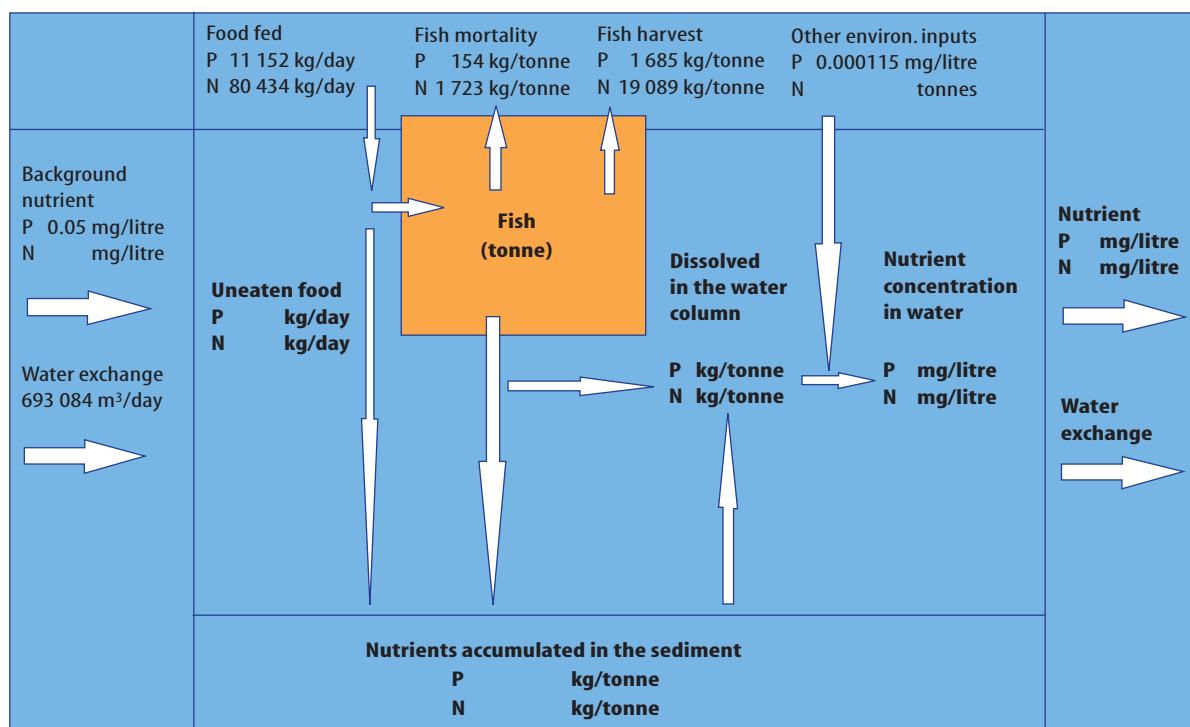 Food fed
P 11 152 kg/day
N 80 434 kg/day
Fish mortality
P 154 kg/tonne
N 1 723 kg/tonne
Fish harvest
P 1 685 kg/tonne
N 19 089 kg/tonne
Other environ. inputs
P 0.000115 mg/litre
N tonnes
Background
nutrient
P 0.05 mg/litre
N mg/litre
Water exchange
693 084 m³/day
Uneaten food
P kg/day
N kg/day
Fish
(tonne)
Dissolved
in the water
column
P kg/tonne
N kg/tonne
Nutrient
concentration
in water
P mg/litre
N mg/litre
Nutrient
P mg/litre
N mg/litre
Water
exchange
Nutrients accumulated in the sediment
P kg/tonne
N kg/tonne